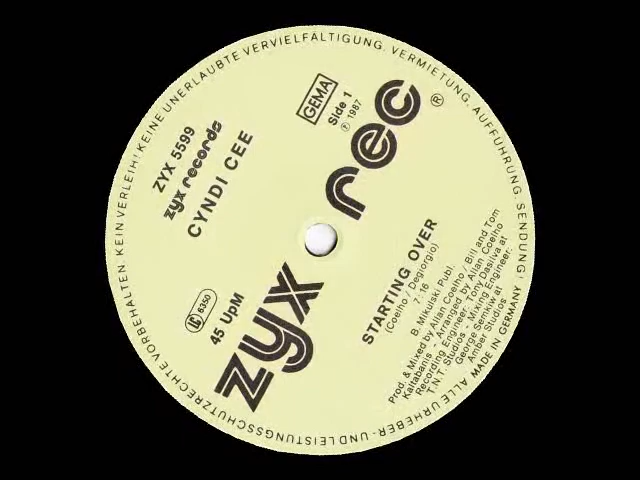 KEINE UNERLAUBTE VERVIELFÄLTIGUNG. VERMIETUNG. AUFFÜHRUNG. SENDUNG!
ALLE URHEBER- UND LEISTUNGSSCHUTZRECHTE VORBEHALTEN. KEIN VERLEIH!
MADE IN GERMANY
ZYX 5599
zyx records
CYNDI CEE
GEMA
Side 1
℗ 1987
zyx rec®
LC 6350
45 UpM
STARTING OVER
(Coelho / Degiorgio)
7:16
B. Mikulski Publ.
Prod. & Mixed by Allan Coelho / Bill and Tom
Kaltabanis - Arranged by Allan Coelho
Recording Engineer: Tony Dasilva at
T.N.T. Studios - Mixing Engineer:
George Semkiw at
Amber Studios